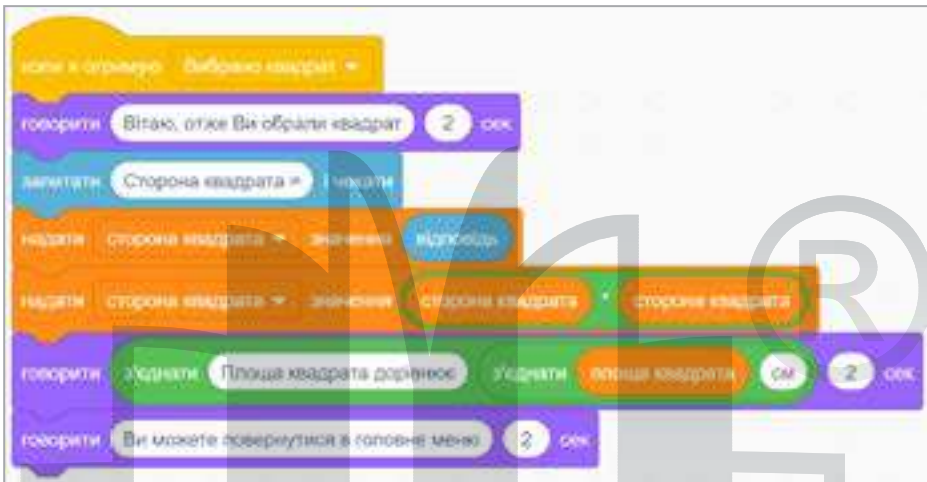 коли я отримую Вибрано квадрат
говорити Вітаю, отже Ви обрали квадрат 2 сек
запитати Сторона квадрата = і чекати
надати сторона квадрата значення відповідь
надати сторона квадрата значення сторона квадрата * сторона квадрата
говорити з'єднати Площа квадрата дорівнює з'єднати площа квадрата см 2 сек
говорити Ви можете повернутися в головне меню 2 сек